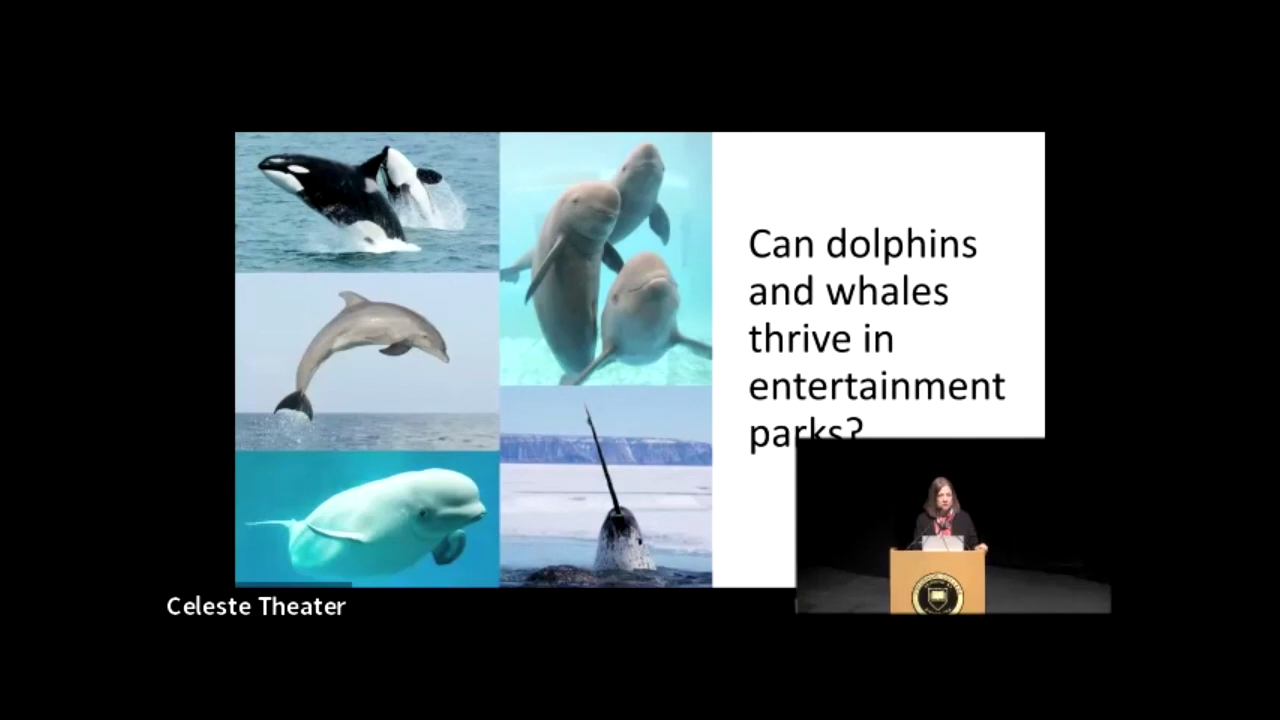 Can dolphins
and whales
thrive in
entertainment
parks?
Celeste Theater